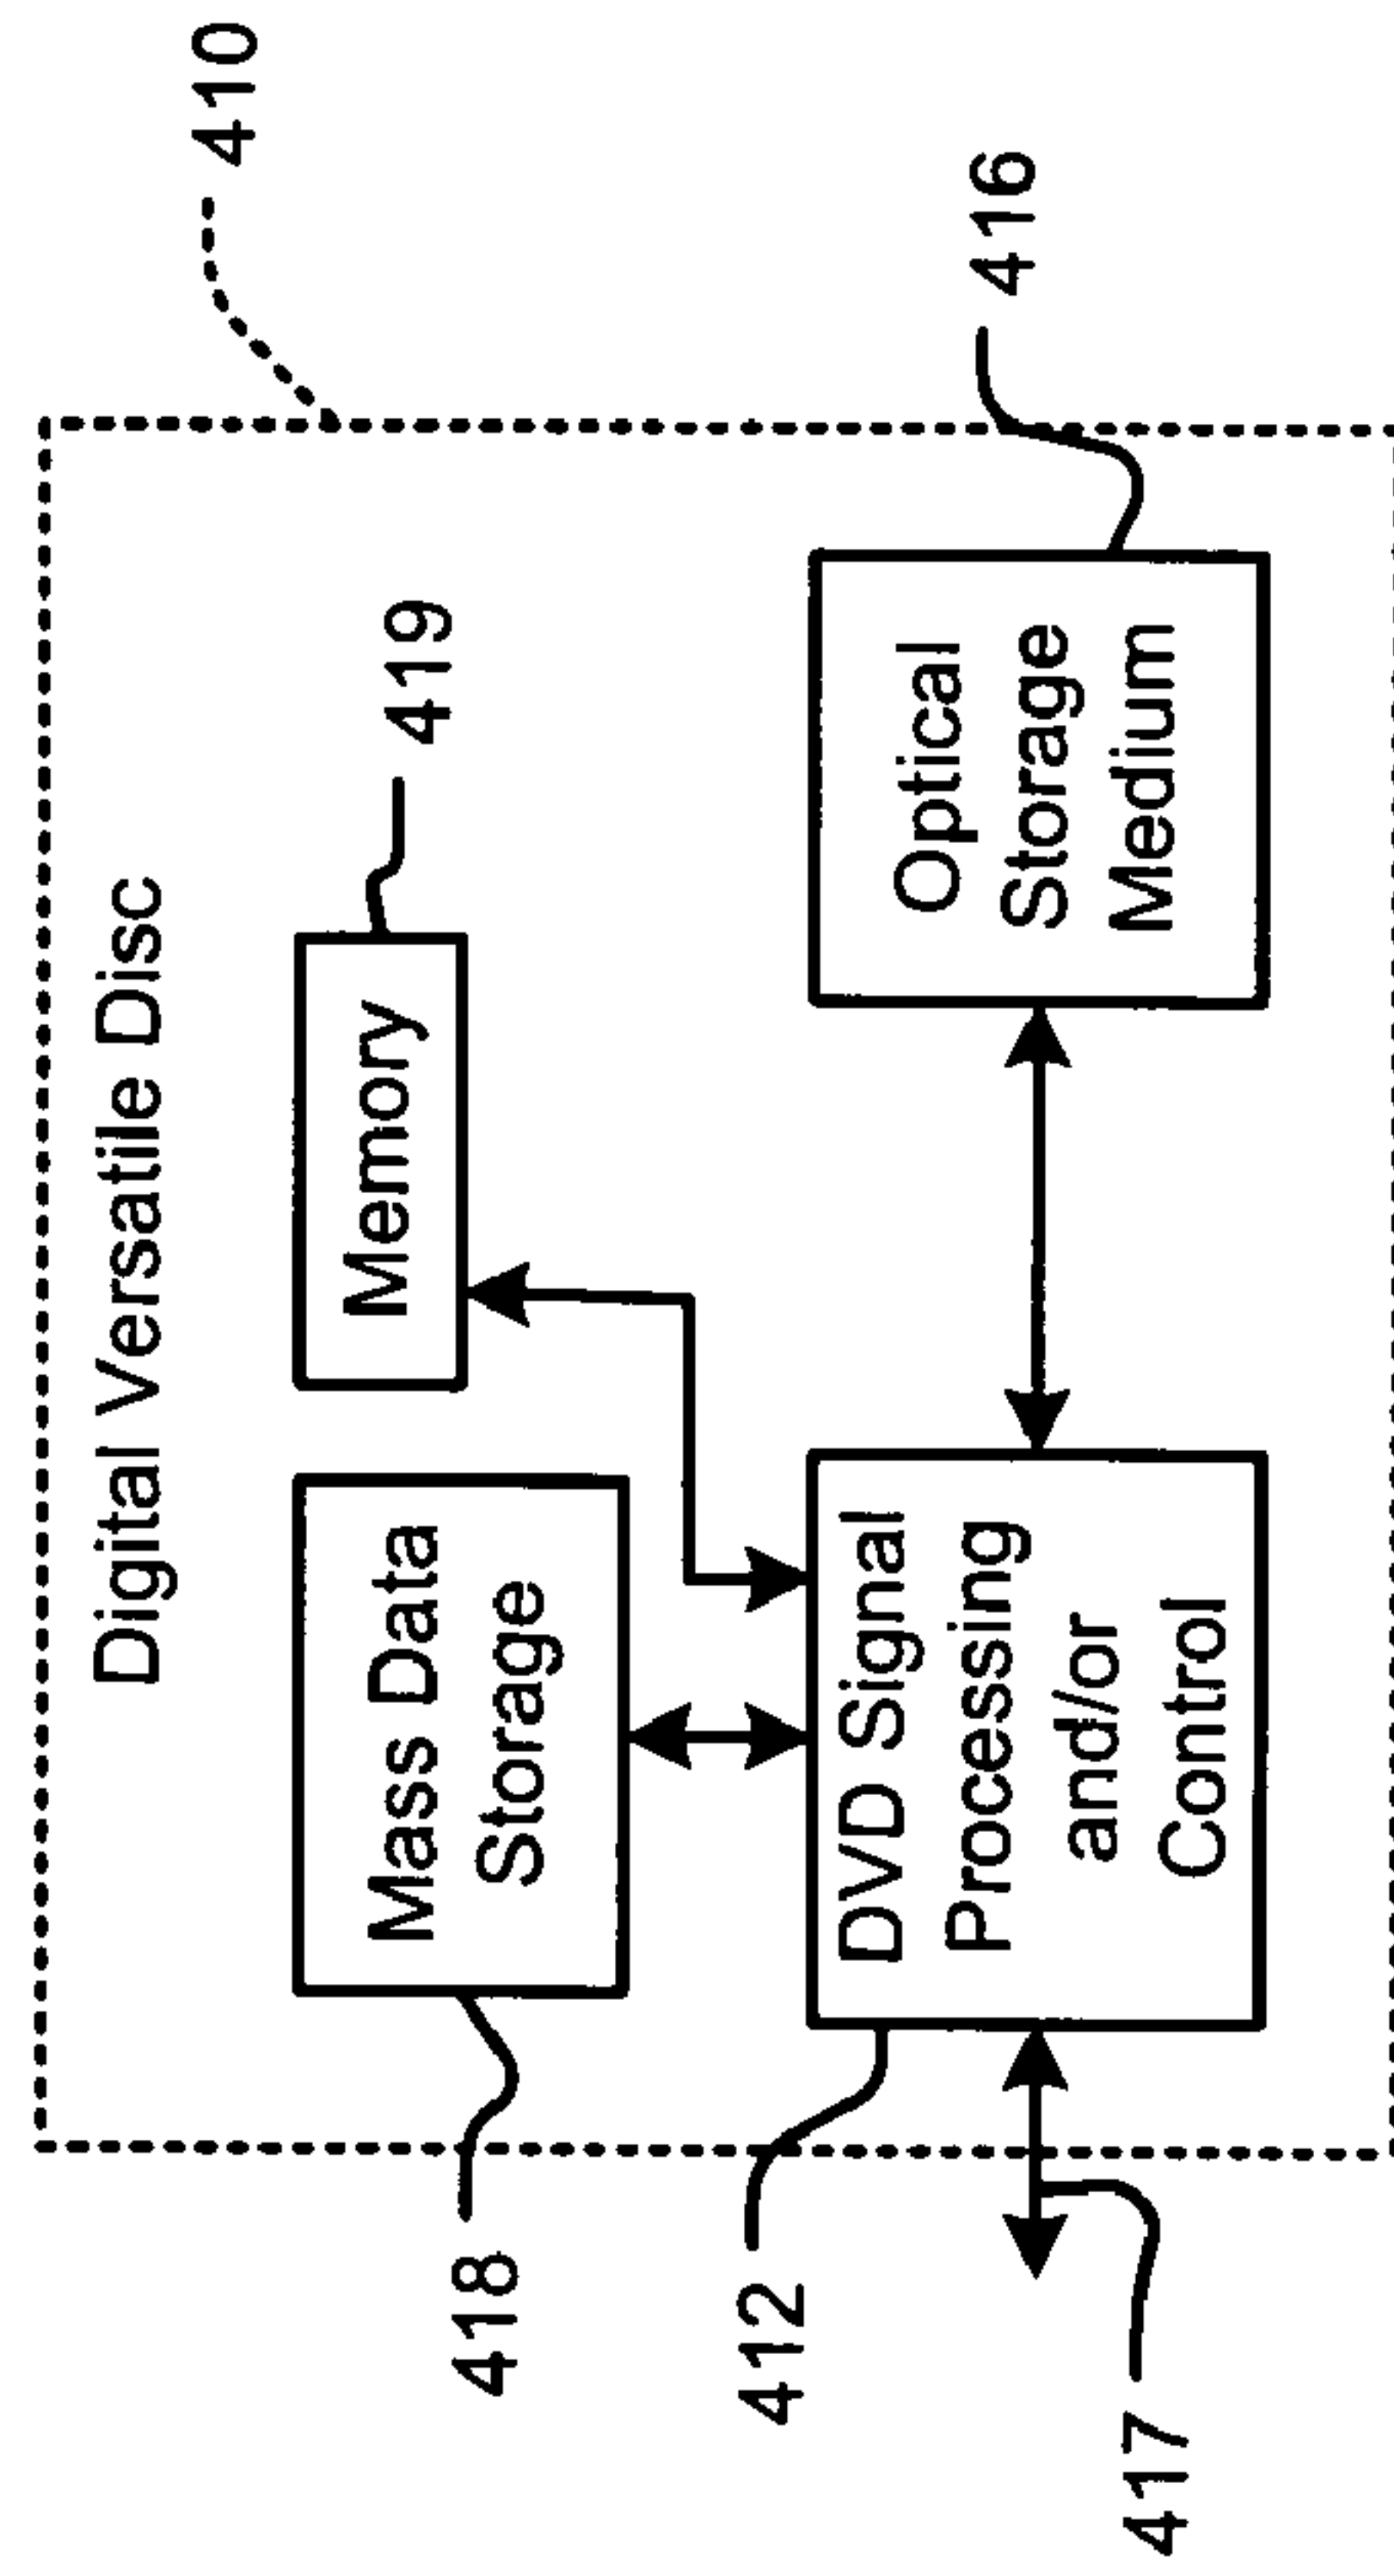 Digital Versatile Disc
410
418
Mass Data
Storage
Memory
419
412
DVD Signal
Processing
and/or
Control
Optical
Storage
Medium
416
417